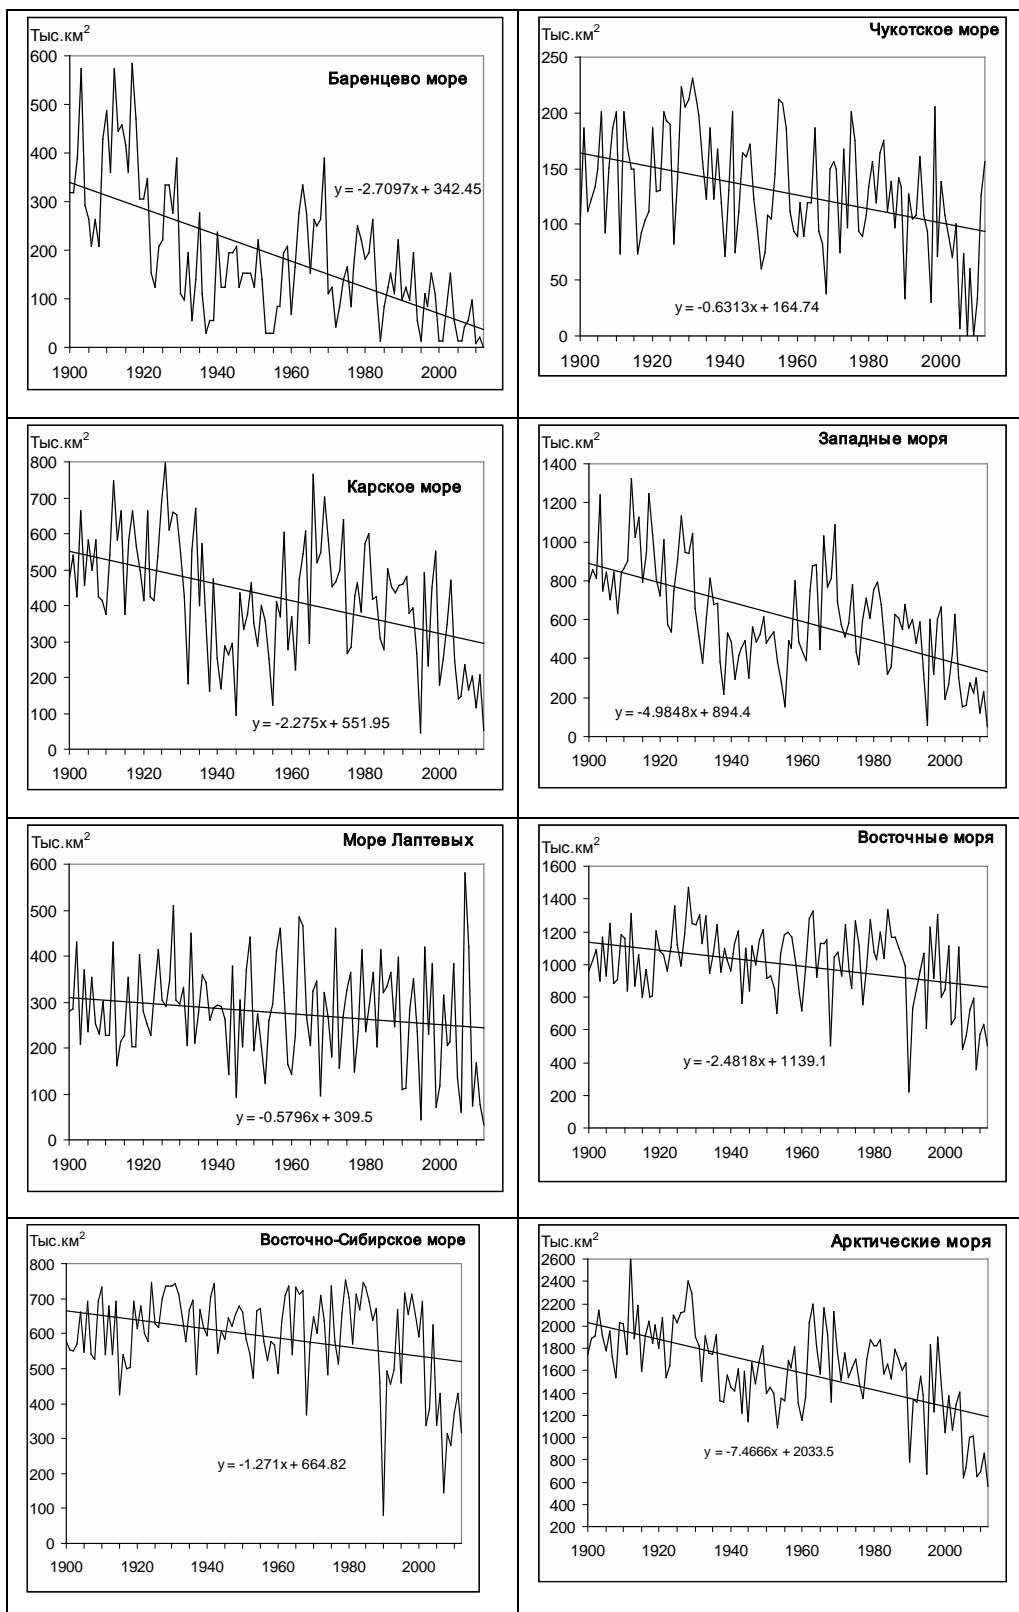 Тыс.км²
Баренцево море
600
500
400
300
200
100
0
y = -2.7097x + 342.45
1900 1920 1940 1960 1980 2000
Чукотское море
Тыс.км²
250
200
150
100
50
0
y = -0.6313x + 164.74
1900 1920 1940 1960 1980 2000
Тыс.км²
Карское море
800
700
600
500
400
300
200
100
0
y = -2.275x + 551.95
1900 1920 1940 1960 1980 2000
Западные моря
Тыс.км²
1400
1200
1000
800
600
400
200
0
y = -4.9848x + 894.4
1900 1920 1940 1960 1980 2000
Море Лаптевых
Тыс.км²
600
500
400
300
200
100
0
y = -0.5796x + 309.5
1900 1920 1940 1960 1980 2000
Восточные моря
Тыс.км²
1600
1400
1200
1000
800
600
400
200
0
y = -2.4818x + 1139.1
1900 1920 1940 1960 1980 2000
Тыс.км²
Восточно-Сибирское море
800
700
600
500
400
300
200
100
0
y = -1.271x + 664.82
1900 1920 1940 1960 1980 2000
Тыс.км²
Арктические моря
2600
2400
2200
2000
1800
1600
1400
1200
1000
800
600
400
200
y = -7.4666x + 2033.5
1900 1920 1940 1960 1980 2000